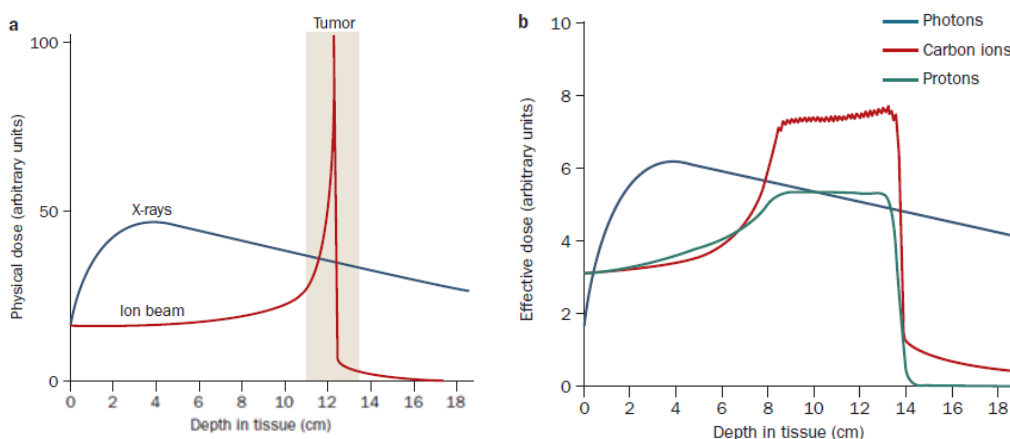 a
Tumor
100
50
0
X-rays
Ion beam
Physical dose (arbitrary units)
0 2 4 6 8 10 12 14 16 18
Depth in tissue (cm)
b
Photons
Carbon ions
Protons
10
8
6
4
2
0
Effective dose (arbitrary units)
0 2 4 6 8 10 12 14 16 18
Depth in tissue (cm)